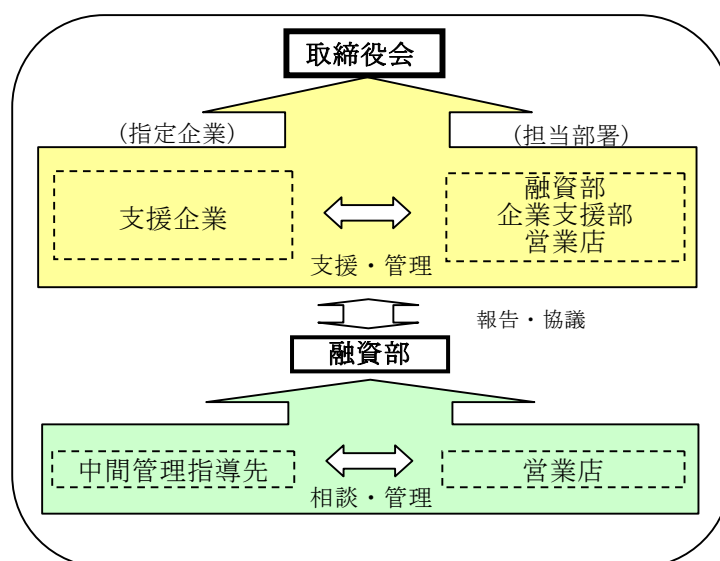 取締役会
(指定企業)
(担当部署)
支援企業
融資部
企業支援部
営業店
支援・管理
報告・協議
融資部
中間管理指導先
営業店
相談・管理